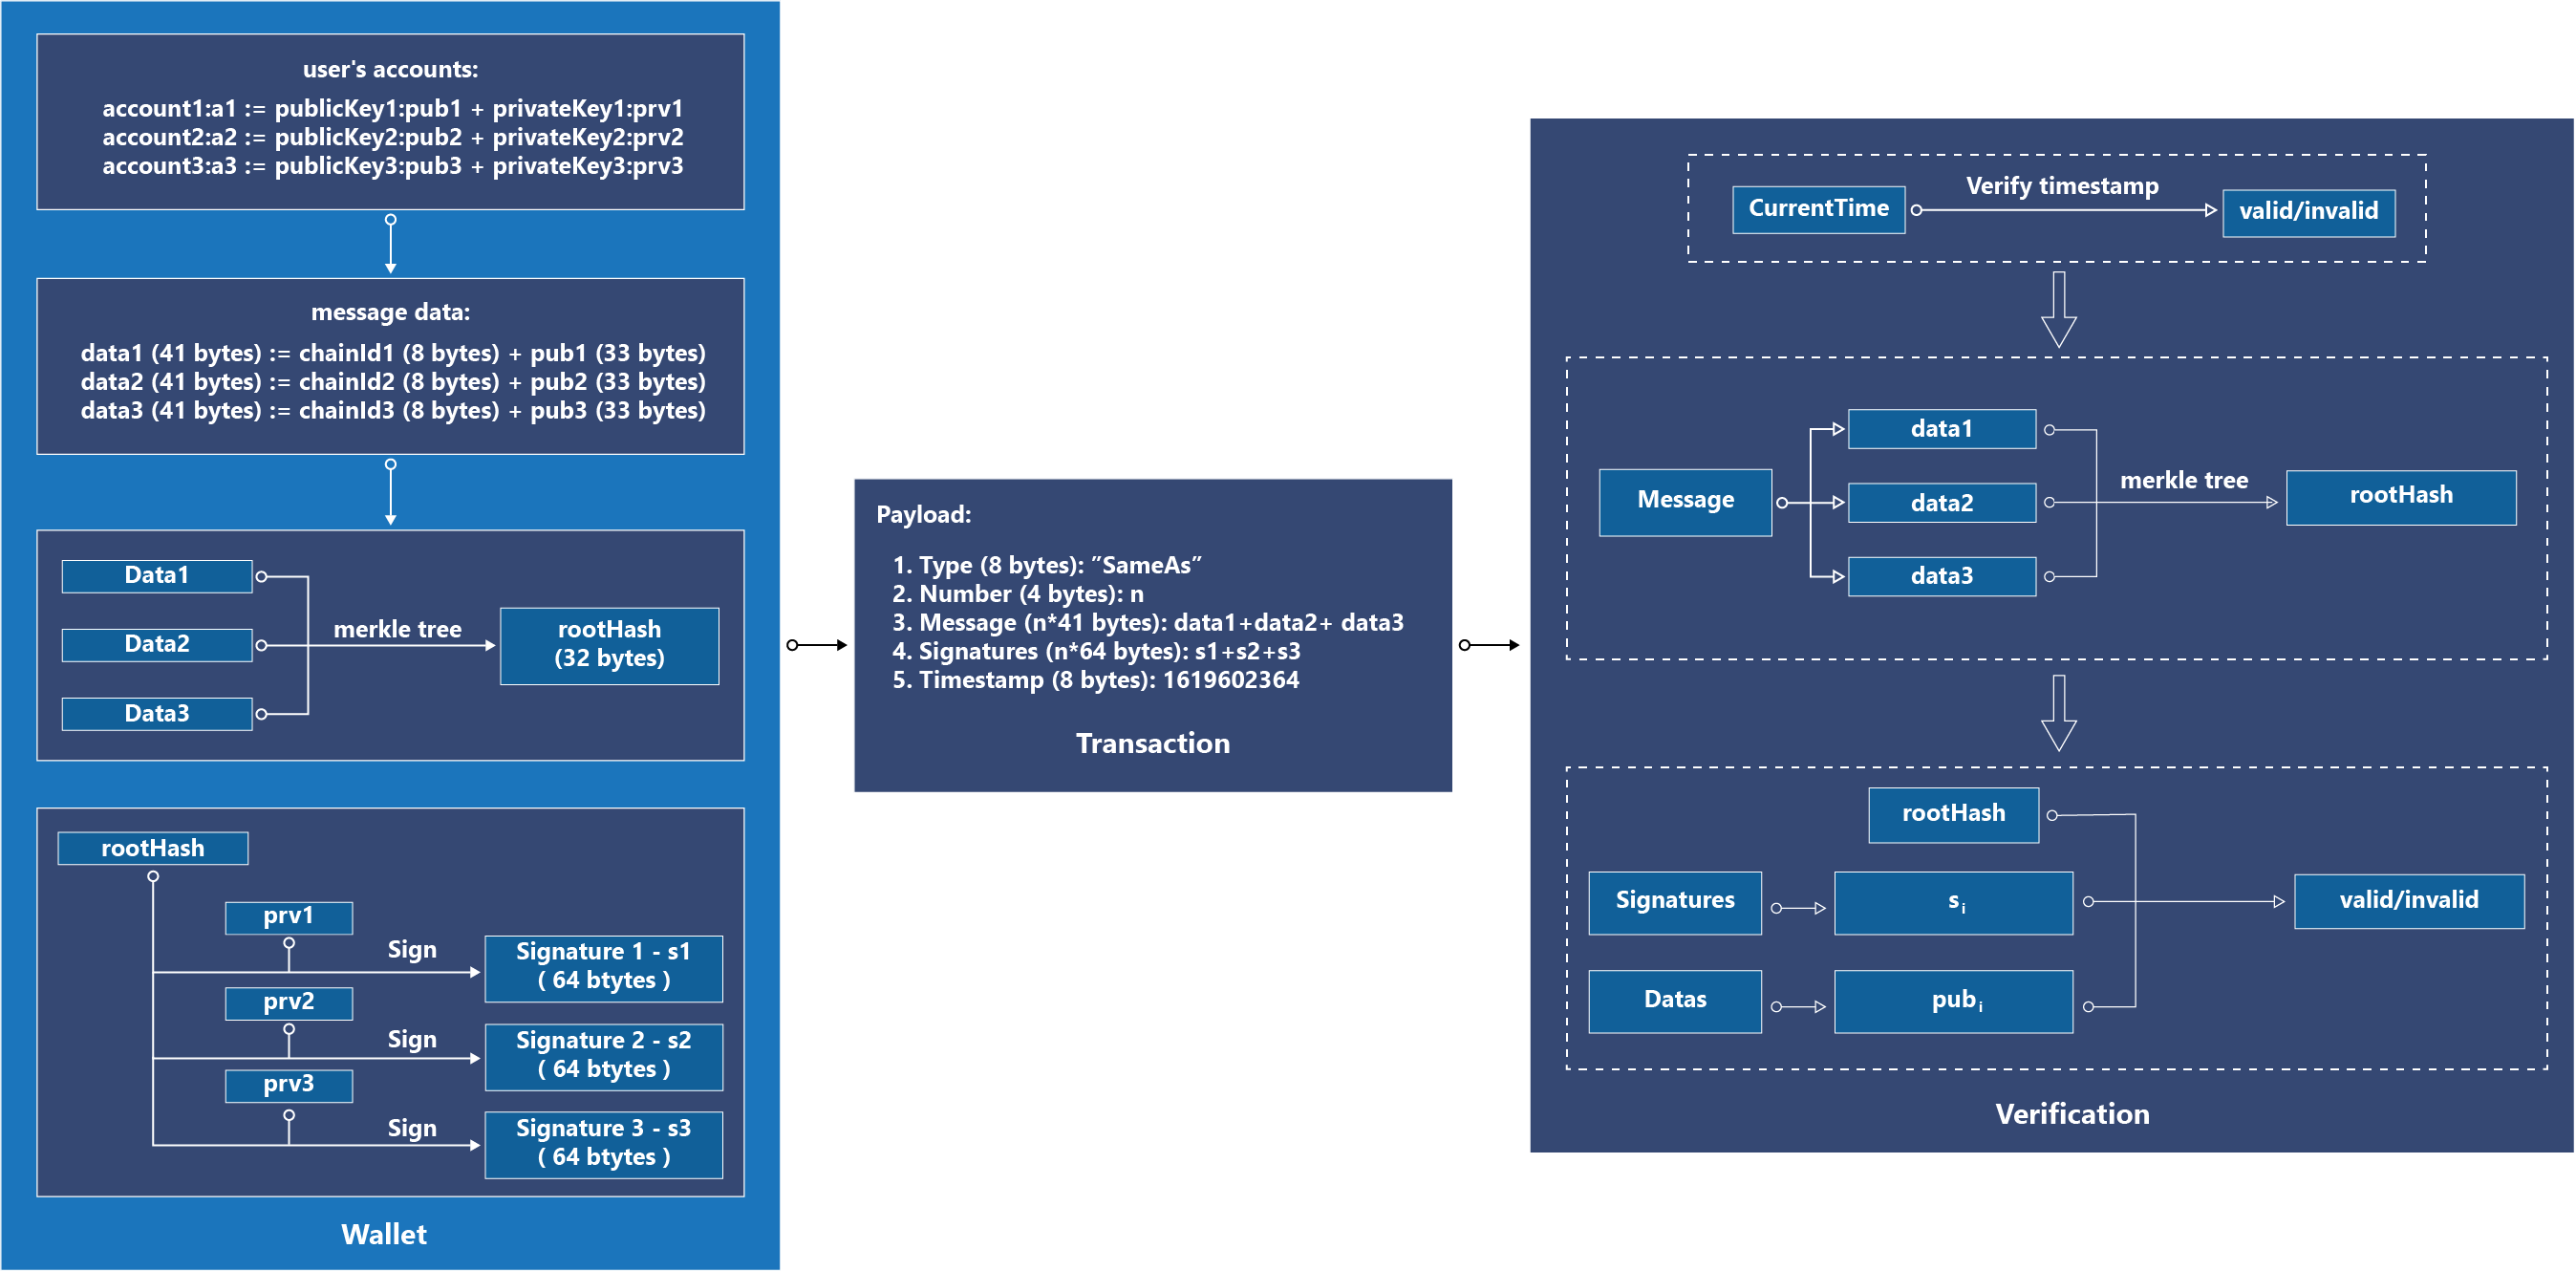 user's accounts:
account1:a1 := publicKey1:pub1 + privateKey1:prv1
account2:a2 := publicKey2:pub2 + privateKey2:prv2
account3:a3 := publicKey3:pub3 + privateKey3:prv3
message data:
data1 (41 bytes) := chainId1 (8 bytes) + pub1 (33 bytes)
data2 (41 bytes) := chainId2 (8 bytes) + pub2 (33 bytes)
data3 (41 bytes) := chainId3 (8 bytes) + pub3 (33 bytes)
Data1
Data2
Data3
merkle tree
rootHash
(32 bytes)
rootHash
prv1
Sign
Signature 1 - s1
( 64 btytes )
prv2
Sign
Signature 2 - s2
( 64 btytes )
prv3
Sign
Signature 3 - s3
( 64 btytes )
Wallet
Payload:
1. Type (8 bytes): ”SameAs”
2. Number (4 bytes): n
3. Message (n*41 bytes): data1+data2+ data3
4. Signatures (n*64 bytes): s1+s2+s3
5. Timestamp (8 bytes): 1619602364
Transaction
CurrentTime
Verify timestamp
valid/invalid
Message
data1
data2
data3
merkle tree
rootHash
rootHash
Signatures
s i
valid/invalid
Datas
pub i
Verification